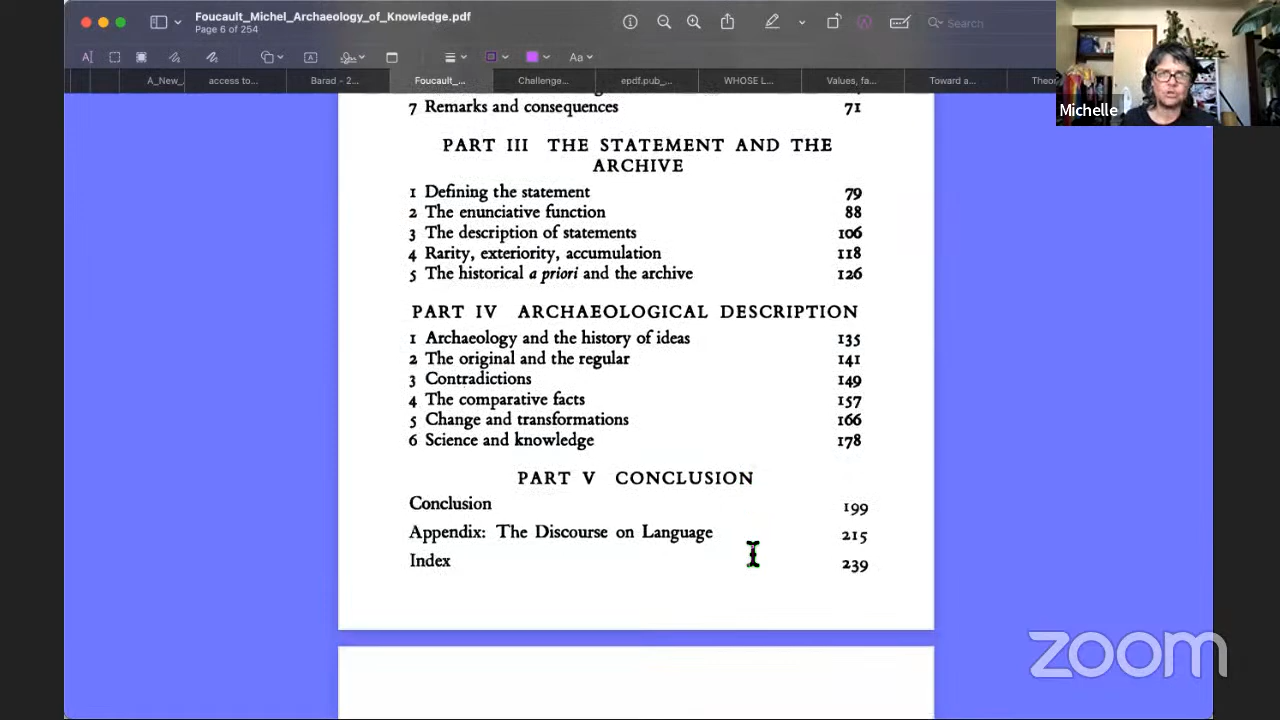 Foucault_Michel_Archaeology_of_Knowledge.pdf
Page 6 of 254
Search
Aa
A_New_
access to...
Barad - 2...
Foucault_...
Challenge...
epdf.pub_...
WHOSE L...
Values, fa...
Toward a...
Theor
Michelle
7 Remarks and consequences 71
PART III THE STATEMENT AND THE
ARCHIVE
1 Defining the statement 79
2 The enunciative function 88
3 The description of statements 106
4 Rarity, exteriority, accumulation 118
5 The historical a priori and the archive 126
PART IV ARCHAEOLOGICAL DESCRIPTION
1 Archaeology and the history of ideas 135
2 The original and the regular 141
3 Contradictions 149
4 The comparative facts 157
5 Change and transformations 166
6 Science and knowledge 178
PART V CONCLUSION
Conclusion 199
Appendix: The Discourse on Language 215
Index 239
zoom